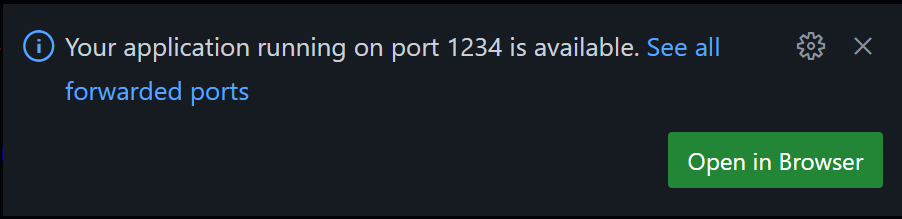 Your application running on port 1234 is available. See all
forwarded ports
Open in Browser